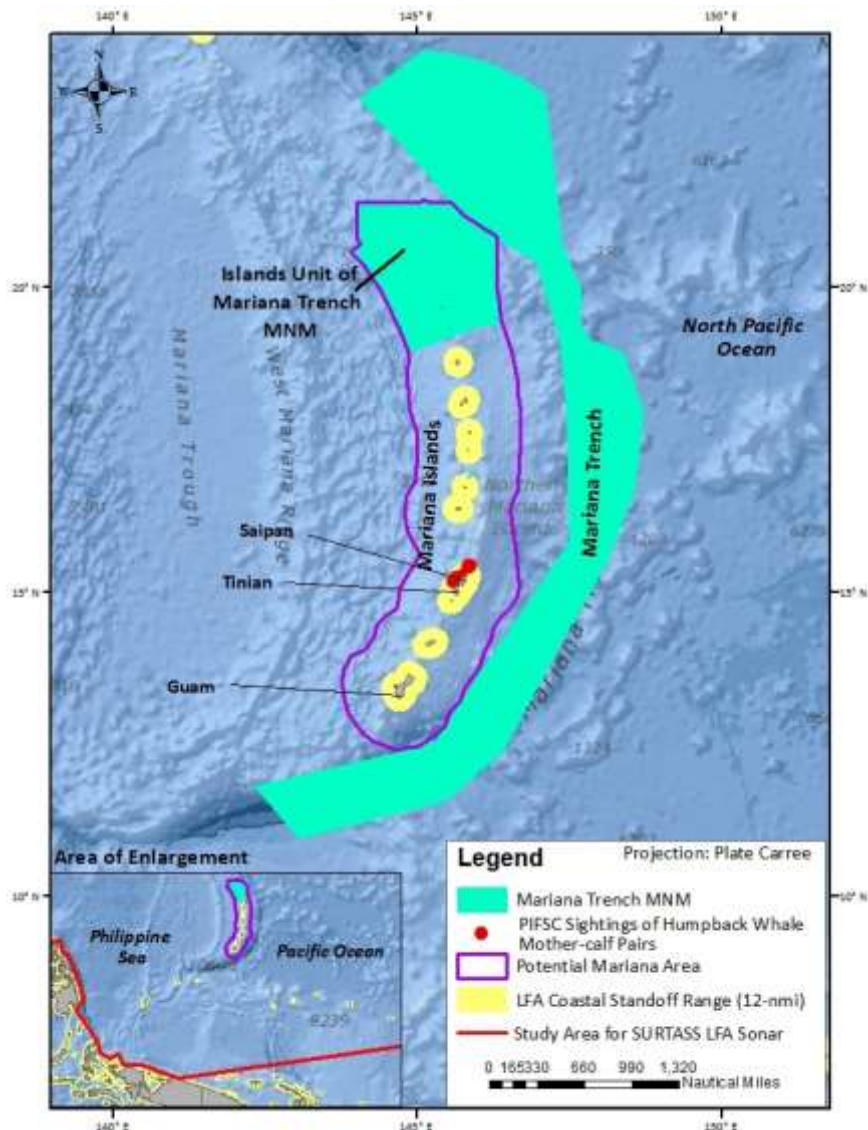 140° E
145° E
150° E
N
E
S
Islands Unit of
Mariana Trench
MNM
20° N
20° N
North Pacific
Ocean
Mariana Trough
West Mariana Ridge
Mariana Islands
Mariana Trench
Northern
Mariana
Saipan
Tinian
15° N
15° N
Guam
Area of Enlargement
Philippine
Sea
Pacific Ocean
8239
10° N
10° N
Legend
Projection: Plate Carree
Mariana Trench MNM
PIFSC Sightings of Humpback Whale
Mother-calf Pairs
Potential Mariana Area
LFA Coastal Standoff Range (12-nmi)
Study Area for SURTASS LFA Sonar
0 165330 660 990 1,320
Nautical Miles
140° E
145° E
150° E